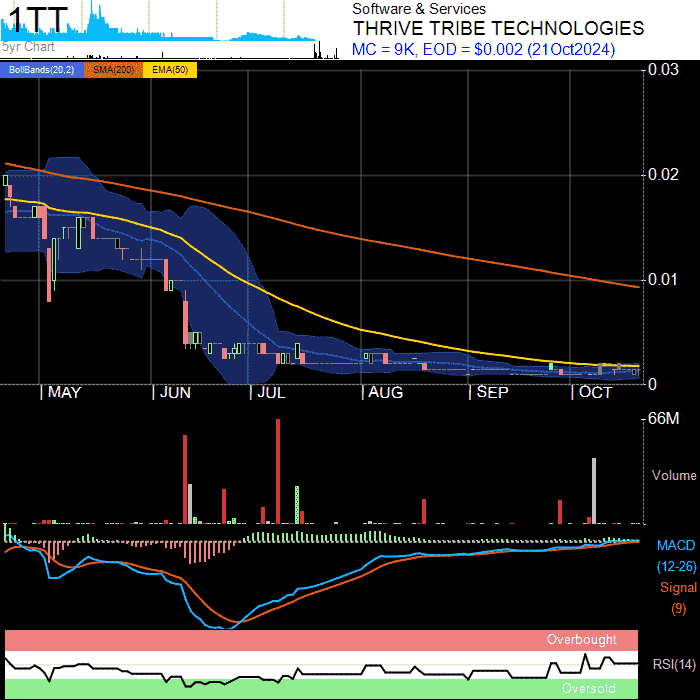 1TT
5yr Chart
Software & Services
THRIVE TRIBE TECHNOLOGIES
MC = 9K, EOD = $0.002 (21Oct2024)
BollBands(20,2) SMA(200) EMA(50)
0.03
0.02
0.01
0
MAY JUN JUL AUG SEP OCT
66M
Volume
MACD
(12-26)
Signal
(9)
Overbought
RSI(14)
Oversold